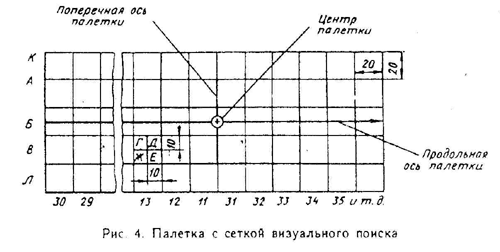 Поперечная ось
палетки
Центр
палетки
К
А
Б
В
Л
20
20
Г Д
Ж Е
10
10
Продольная
ось палетки
30 29 13 12 11 31 32 33 34 35 и т. д.
Рис. 4. Палетка с сеткой визуального поиска